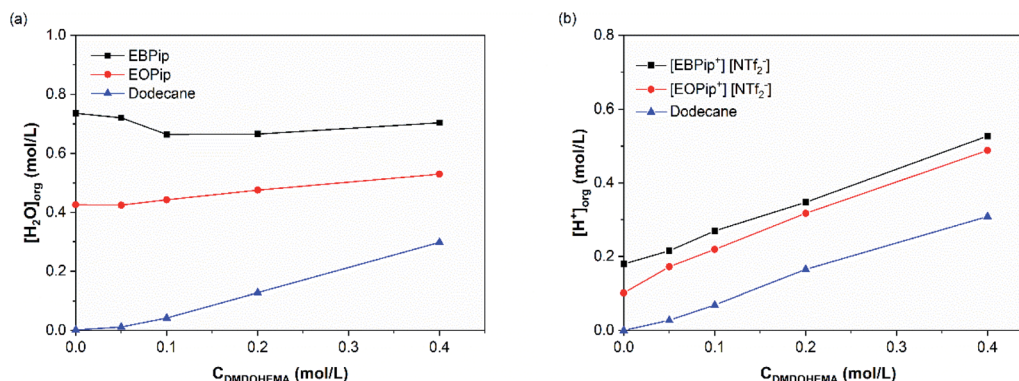 (a)
EBPip
EOPip
Dodecane
1.0
0.8
0.6
0.4
0.2
0.0
[H₂O]org (mol/L)
0.0 0.1 0.2 0.3 0.4
CDMDOHEMA (mol/L)
(b)
[EBPip⁺] [NTf₂⁻]
[EOPip⁺] [NTf₂⁻]
Dodecane
0.8
0.6
0.4
0.2
0.0
[H⁺]org (mol/L)
0.0 0.1 0.2 0.3 0.4
CDMDOHEMA (mol/L)